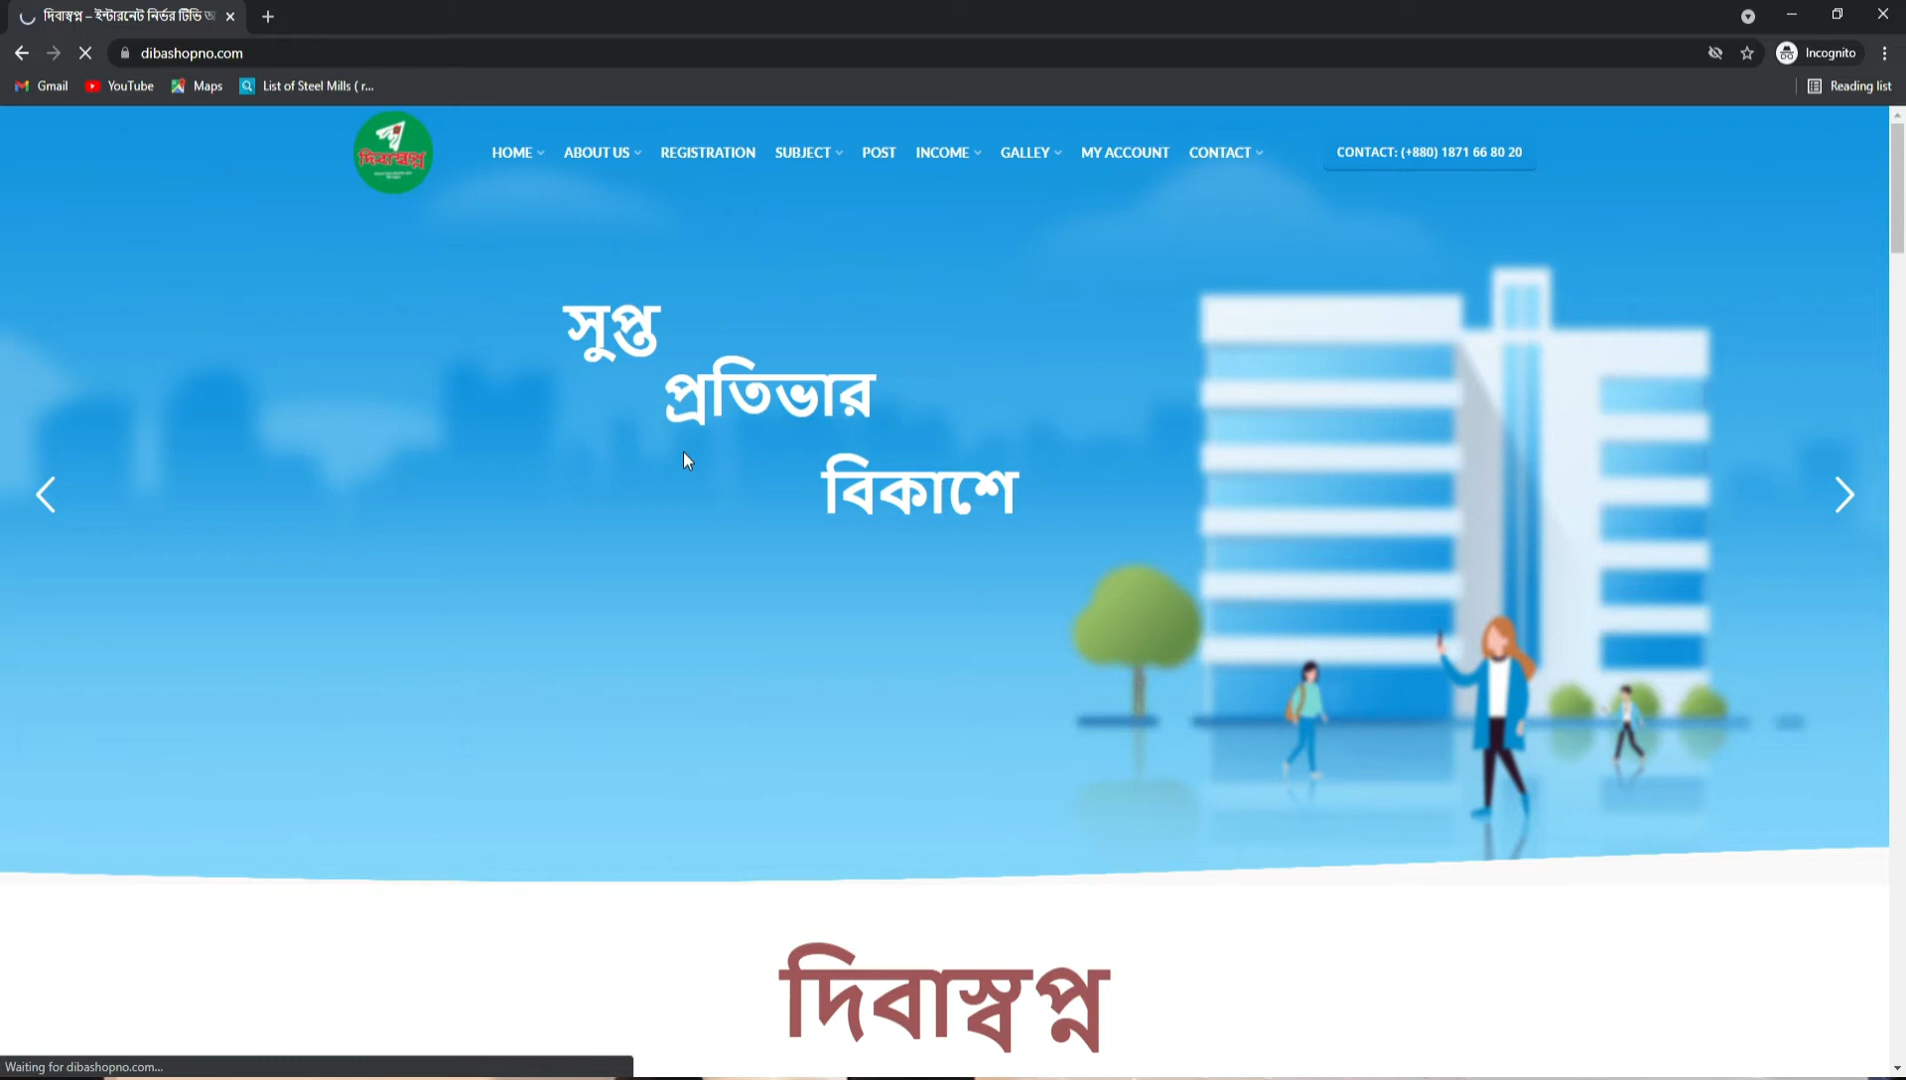 দিবাস্বপ্ন – ইন্টারনেট নির্ভর টিভি অ
dibashopno.com
Incognito
Gmail
YouTube
Maps
List of Steel Mills ( r...
Reading list
দিবাস্বপ্ন
HOME
ABOUT US
REGISTRATION
SUBJECT
POST
INCOME
GALLEY
MY ACCOUNT
CONTACT
CONTACT: (+880) 1871 66 80 20
সুপ্ত
প্রতিভার
বিকাশে
দিবাস্বপ্ন
Waiting for dibashopno.com...